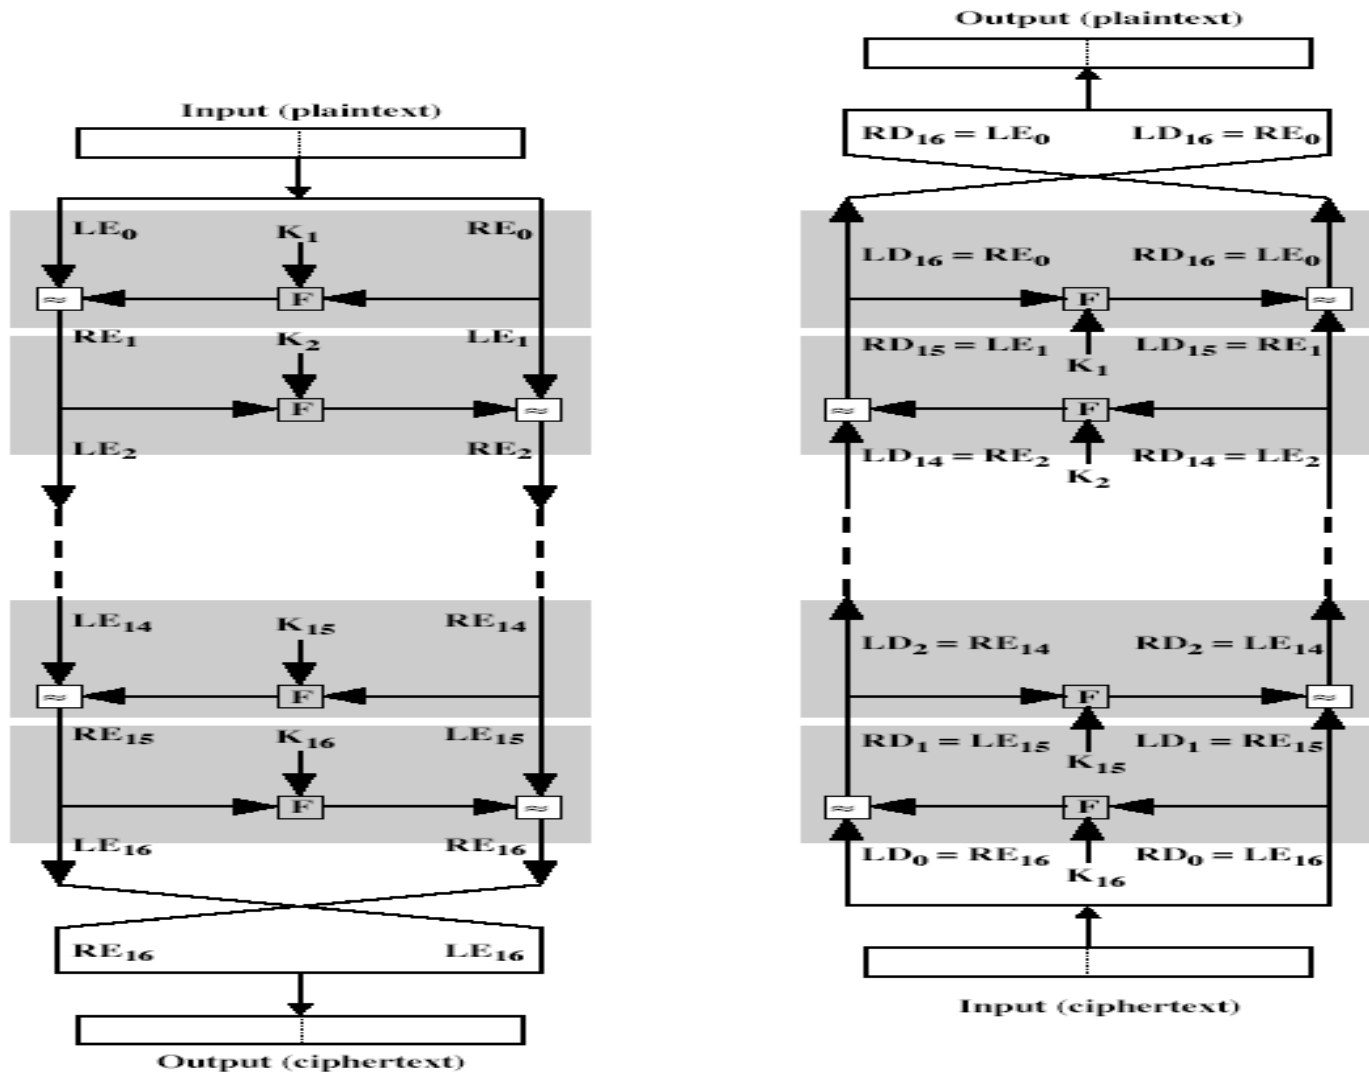 Input (plaintext)
LE0 K1 RE0
≈ F
RE1 K2 LE1
F ≈
LE2 RE2
LE14 K15 RE14
≈ F
RE15 K16 LE15
F ≈
LE16 RE16
RE16 LE16
Output (ciphertext)
Output (plaintext)
RD16 = LE0 LD16 = RE0
LD16 = RE0 RD16 = LE0
F ≈
RD15 = LE1 K1 LD15 = RE1
≈ F
LD14 = RE2 K2 RD14 = LE2
LD2 = RE14 RD2 = LE14
F ≈
RD1 = LE15 K15 LD1 = RE15
≈ F
LD0 = RE16 K16 RD0 = LE16
Input (ciphertext)